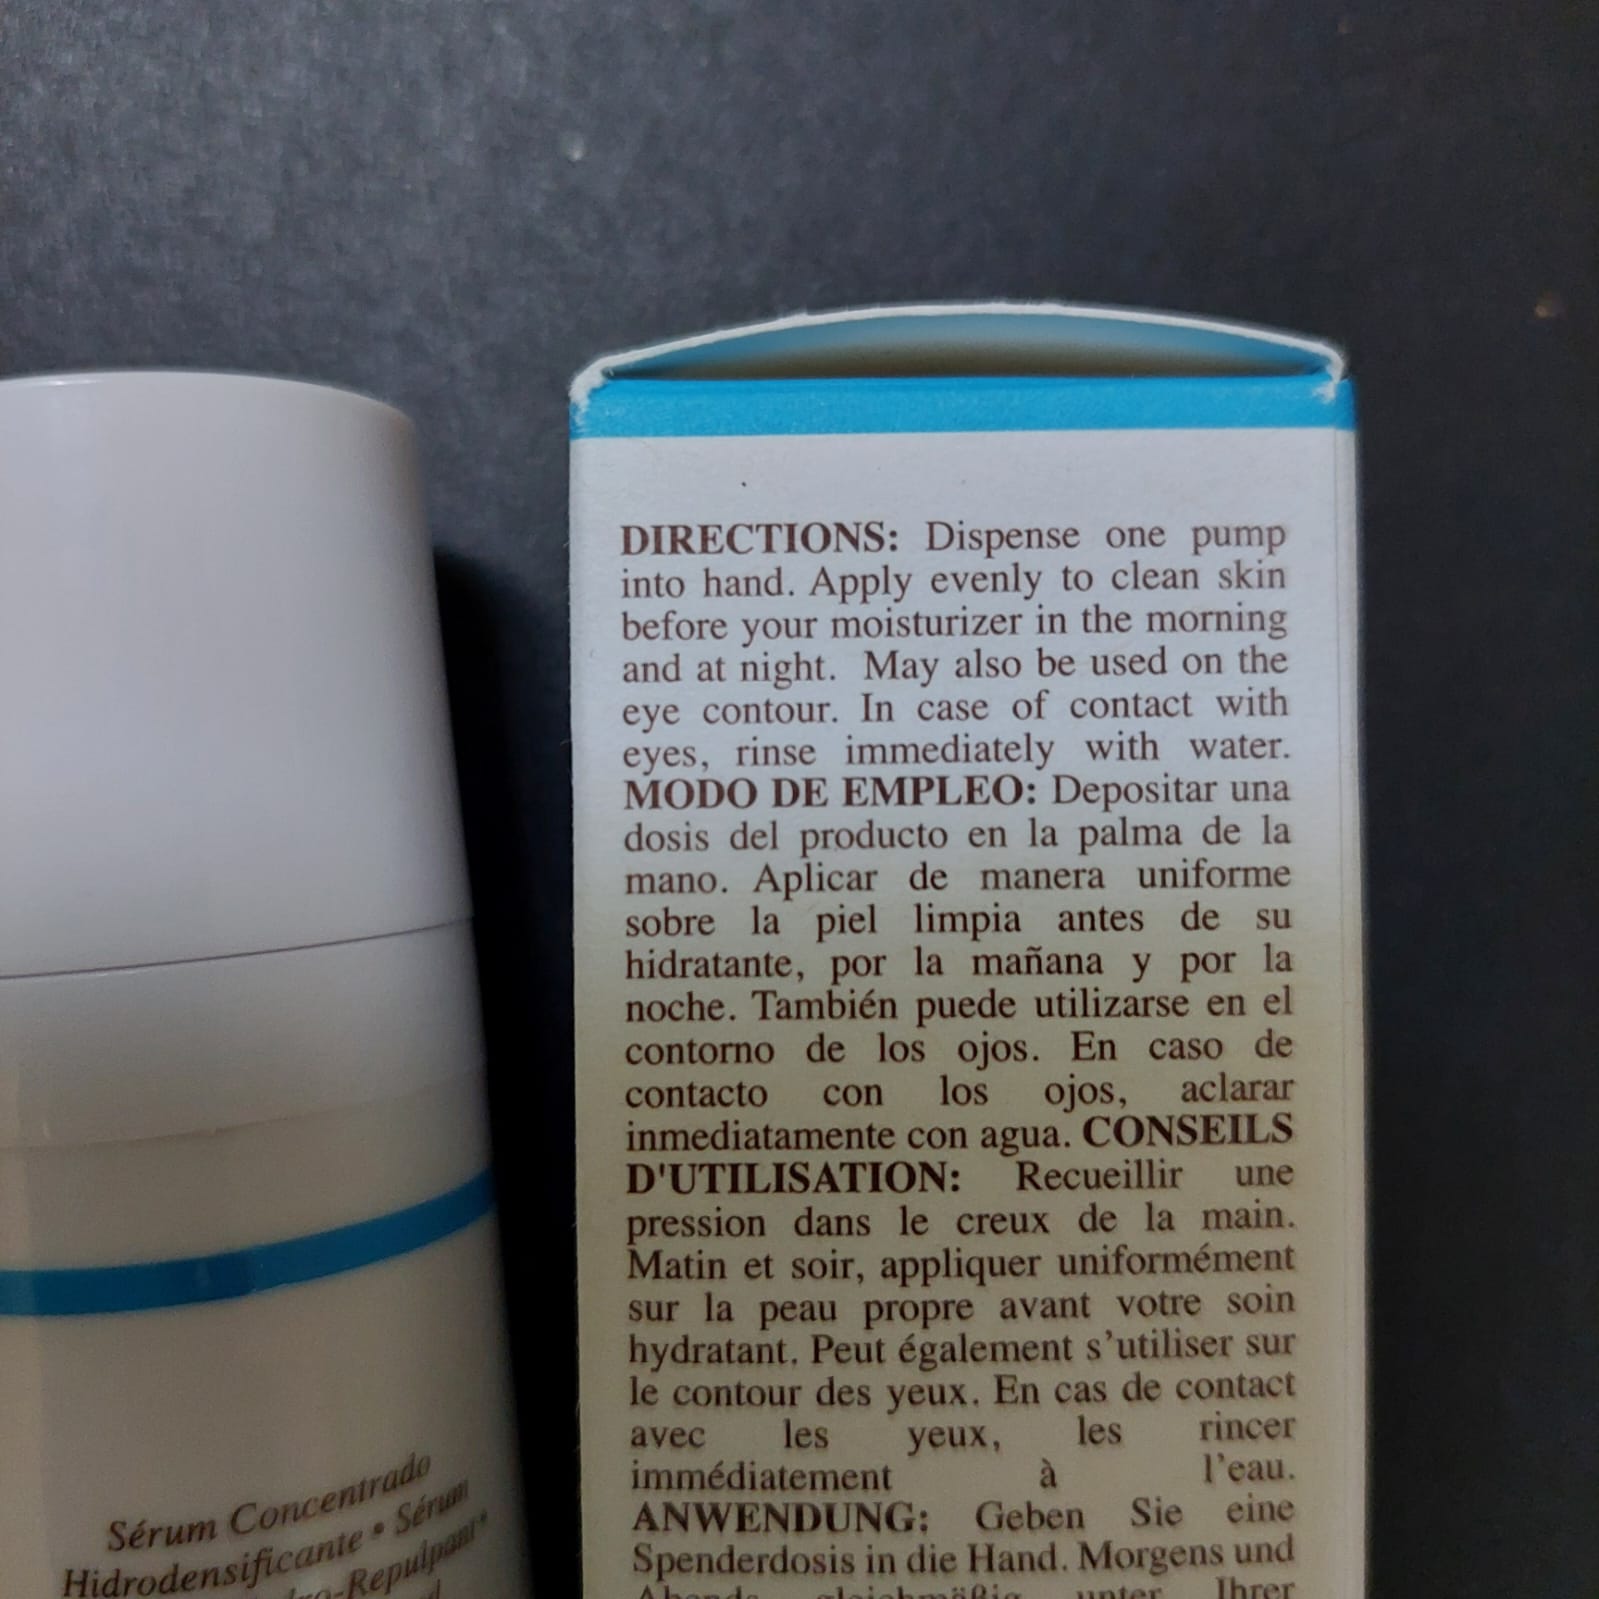 DIRECTIONS: Dispense one pump
into hand. Apply evenly to clean skin
before your moisturizer in the morning
and at night. May also be used on the
eye contour. In case of contact with
eyes, rinse immediately with water.
MODO DE EMPLEO: Depositar una
dosis del producto en la palma de la
mano. Aplicar de manera uniforme
sobre la piel limpia antes de su
hidratante, por la mañana y por la
noche. También puede utilizarse en el
contorno de los ojos. En caso de
contacto con los ojos, aclarar
inmediatamente con agua. CONSEILS
D'UTILISATION: Recueillir une
pression dans le creux de la main.
Matin et soir, appliquer uniformément
sur la peau propre avant votre soin
hydratant. Peut également s’utiliser sur
le contour des yeux. En cas de contact
avec les yeux, les rincer
immédiatement à l’eau.
ANWENDUNG: Geben Sie eine
Spenderdosis in die Hand. Morgens und
Abends gleichmäßig unter Ihrer
Sérum Concentrado
Hidrodensificante • Sérum
-Repulpant